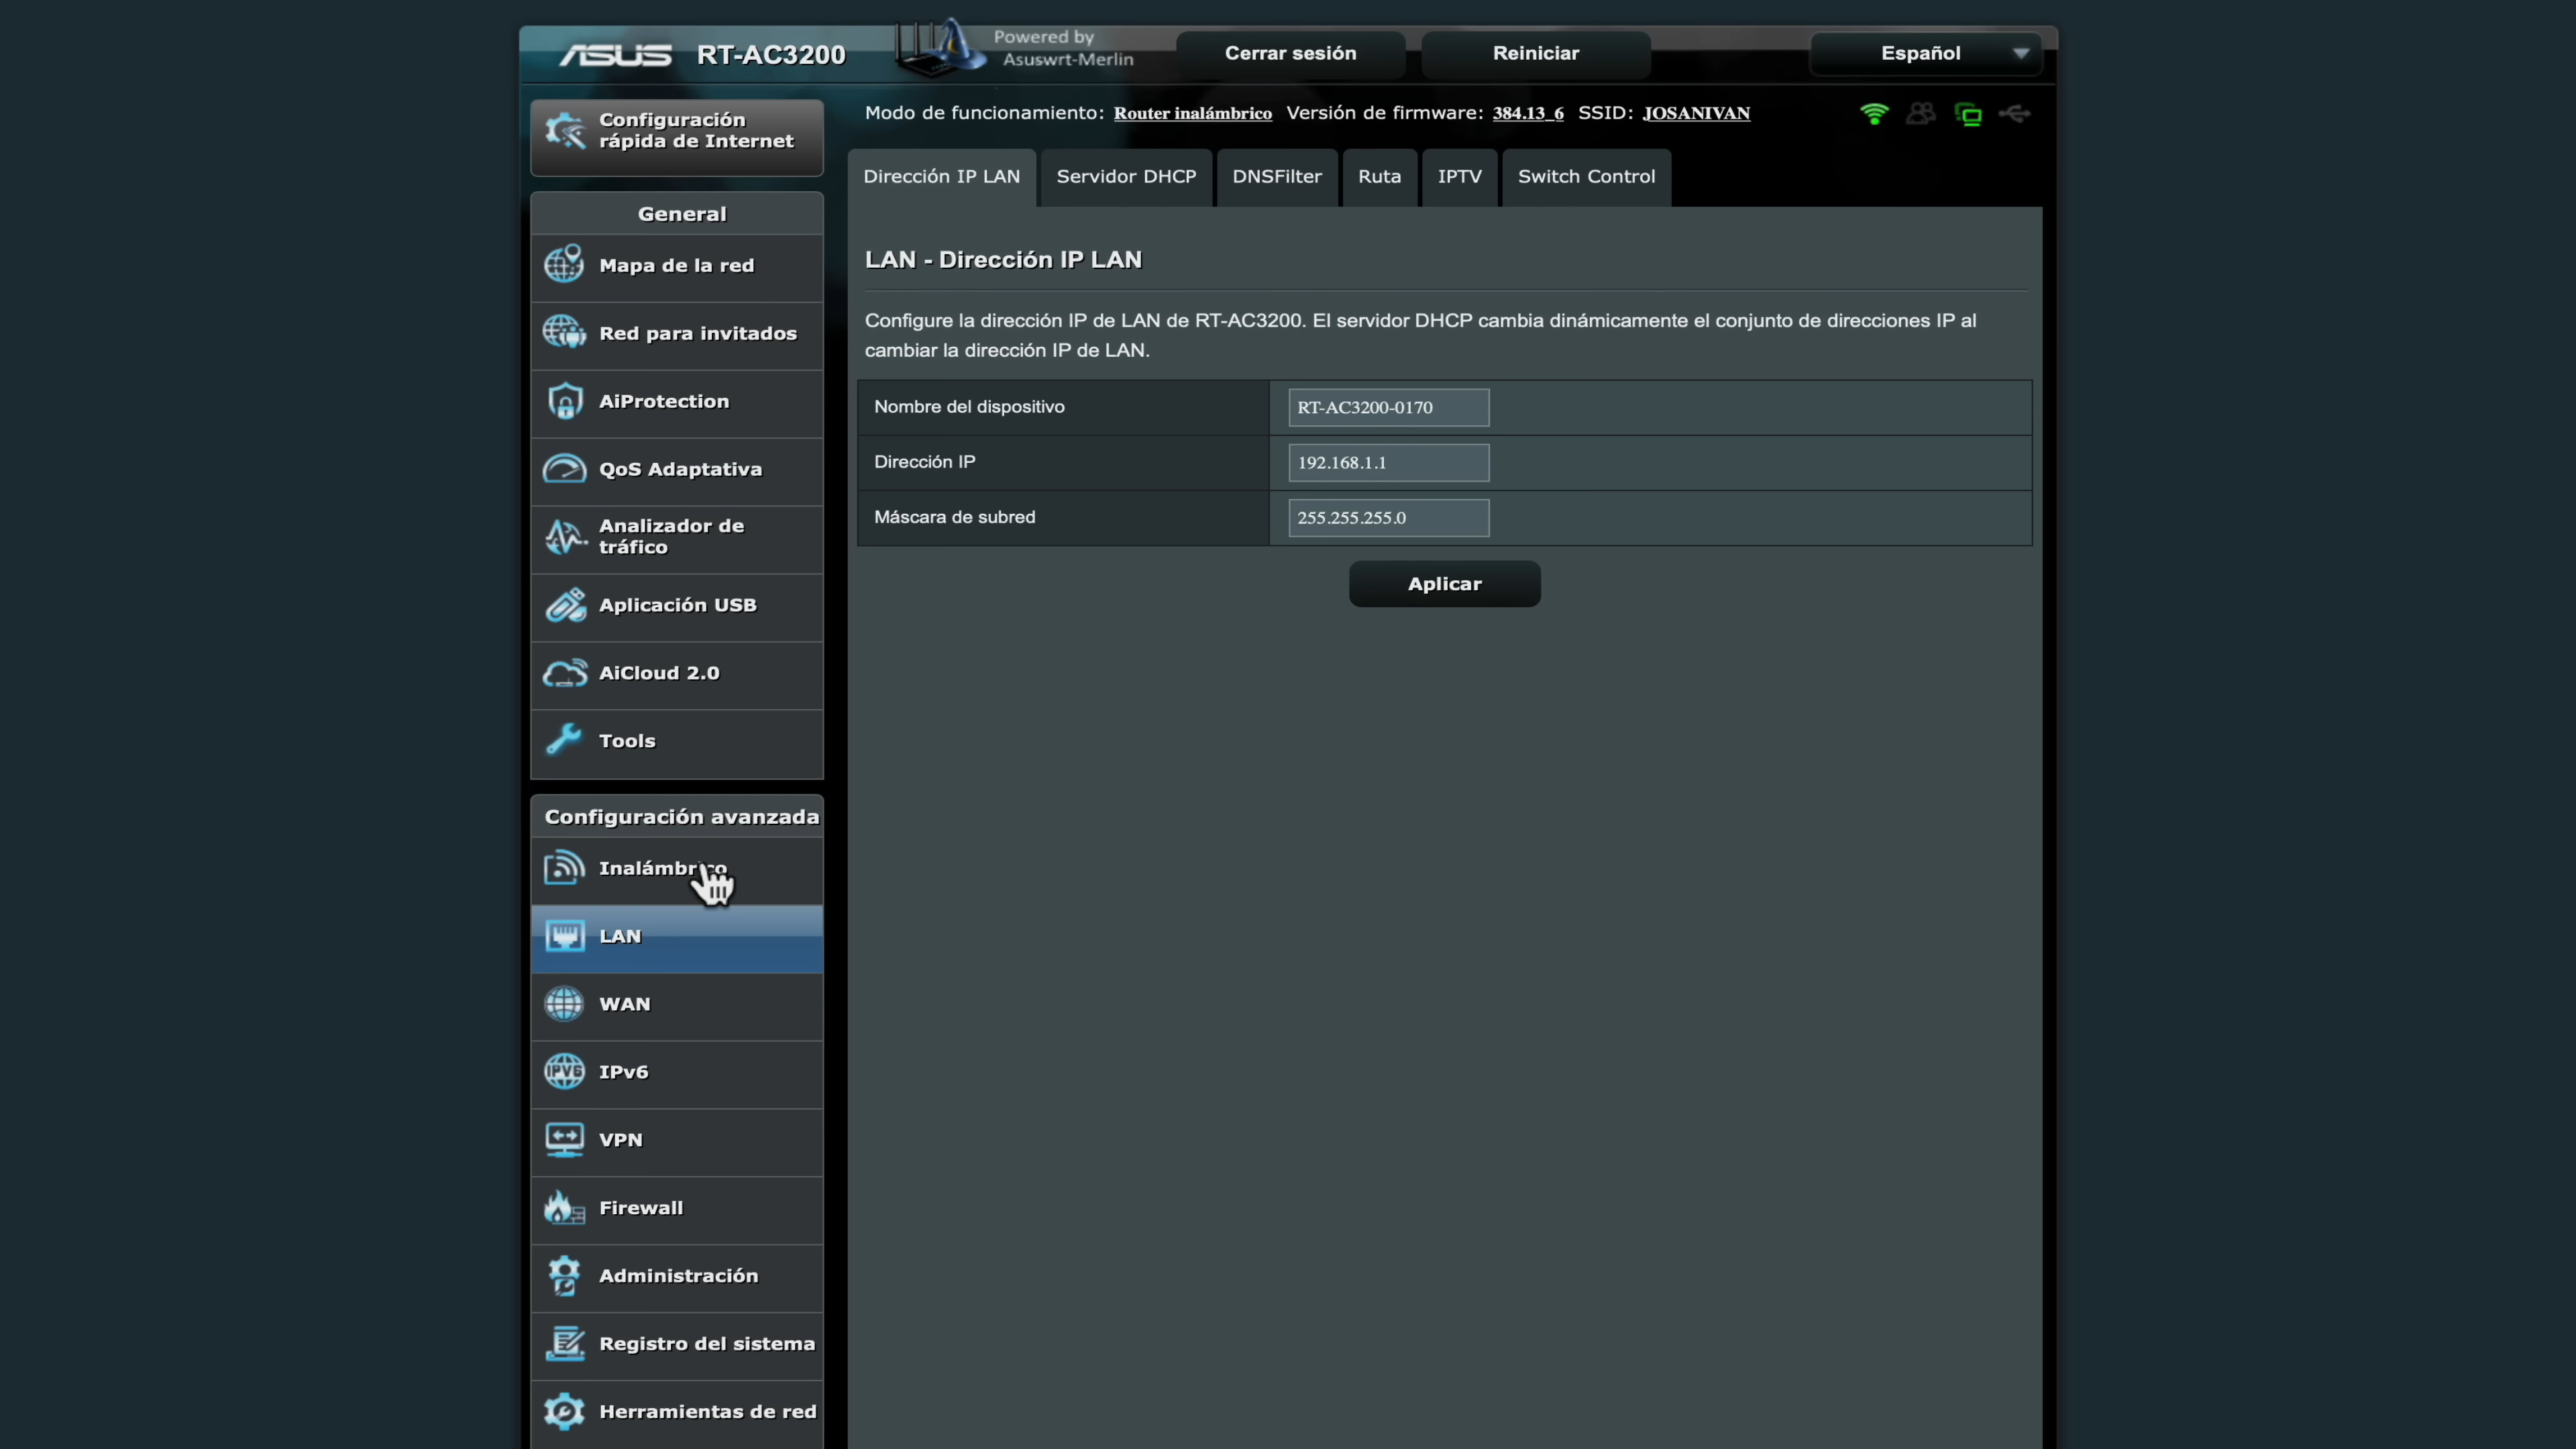 ASUS RT-AC3200
Powered by
Asuswrt-Merlin
Cerrar sesión
Reiniciar
Español
Configuración
rápida de Internet
General
Mapa de la red
Red para invitados
AiProtection
QoS Adaptativa
Analizador de
tráfico
Aplicación USB
AiCloud 2.0
Tools
Configuración avanzada
Inalámbrico
LAN
WAN
IPv6
VPN
Firewall
Administración
Registro del sistema
Herramientas de red
Modo de funcionamiento: Router inalámbrico Versión de firmware: 384.13_6 SSID: JOSANIVAN
Dirección IP LAN
Servidor DHCP
DNSFilter
Ruta
IPTV
Switch Control
LAN - Dirección IP LAN
Configure la dirección IP de LAN de RT-AC3200. El servidor DHCP cambia dinámicamente el conjunto de direcciones IP al
cambiar la dirección IP de LAN.
Nombre del dispositivo RT-AC3200-0170
Dirección IP 192.168.1.1
Máscara de subred 255.255.255.0
Aplicar